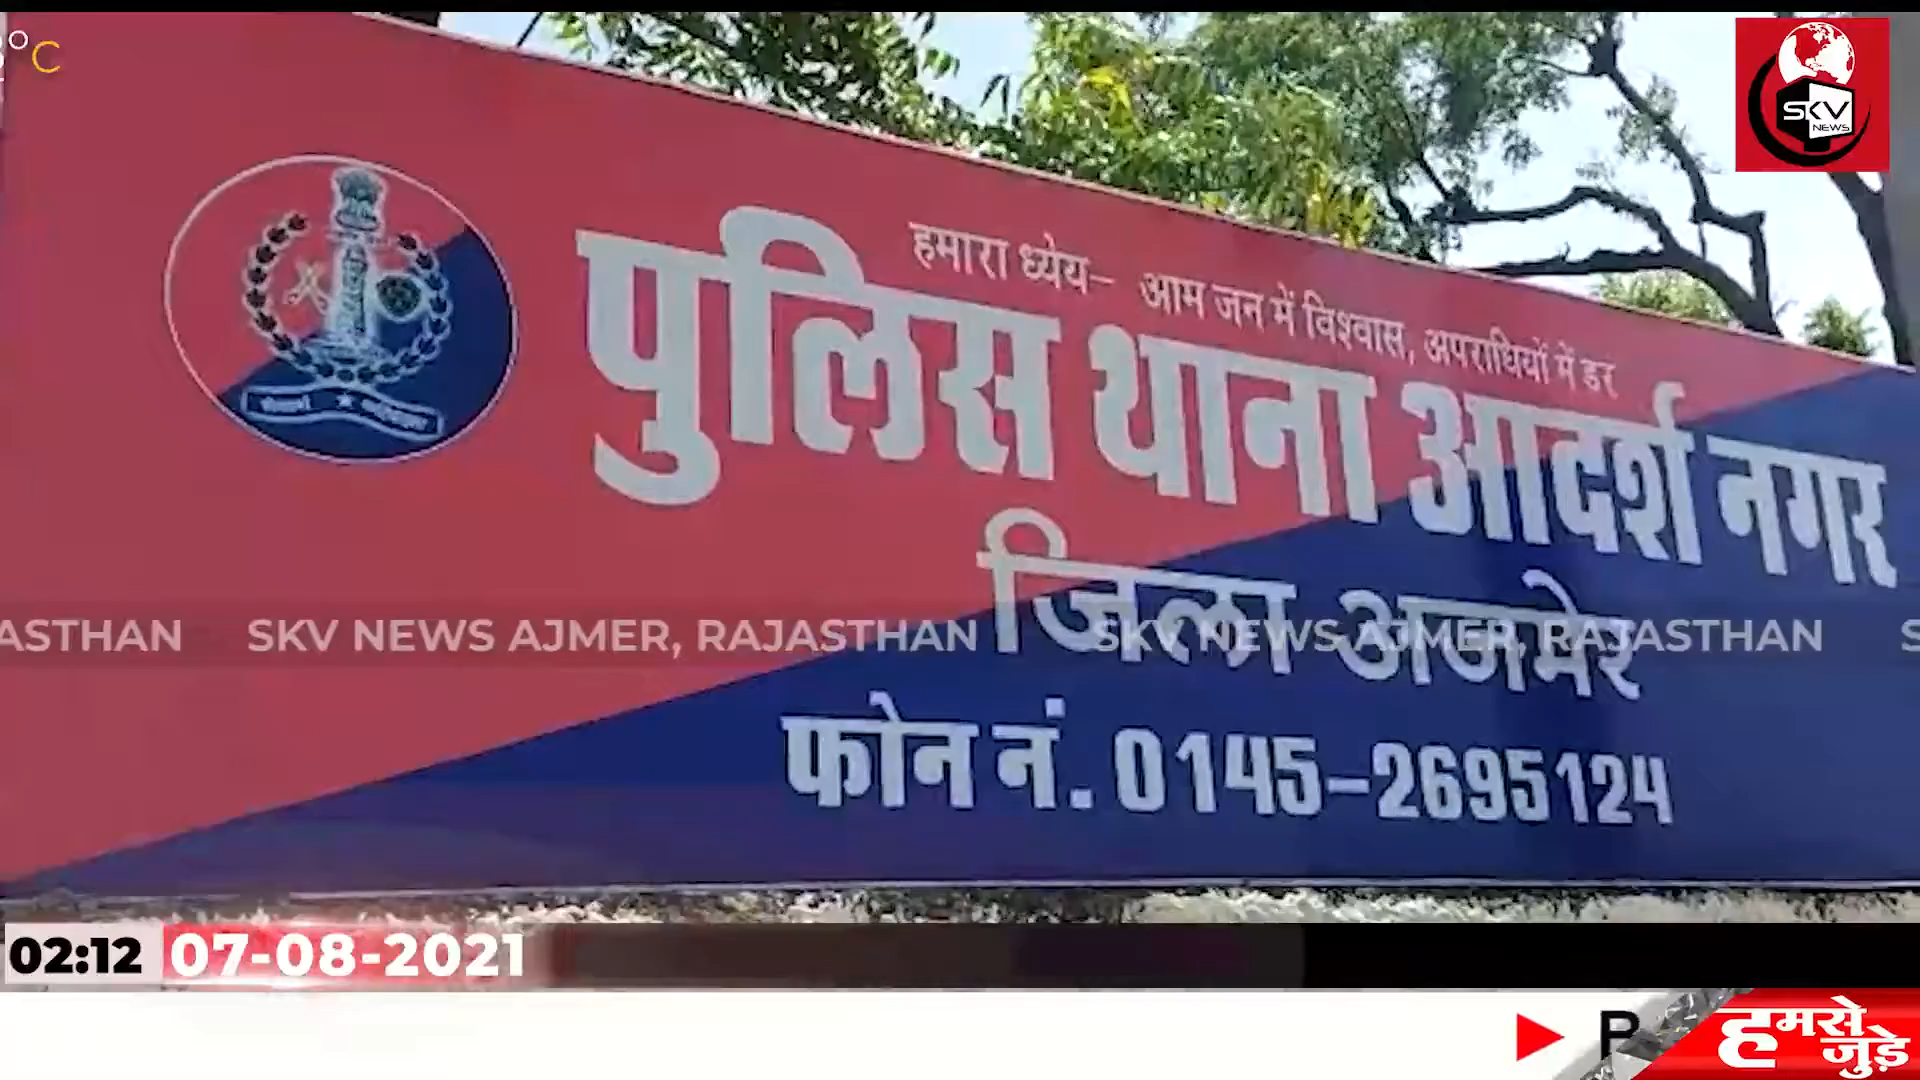 °C
SKV
NEWS
हमारा ध्येय- आम जन में विश्वास, अपराधियों में डर
पुलिस थाना आदर्श नगर
जिला अजमेर
ASTHAN SKV NEWS AJMER, RAJASTHAN SKV NEWS AJMER, RAJASTHAN S
फोन नं. 0145-2695124
02:12 07-08-2021
हमसे
जुड़े